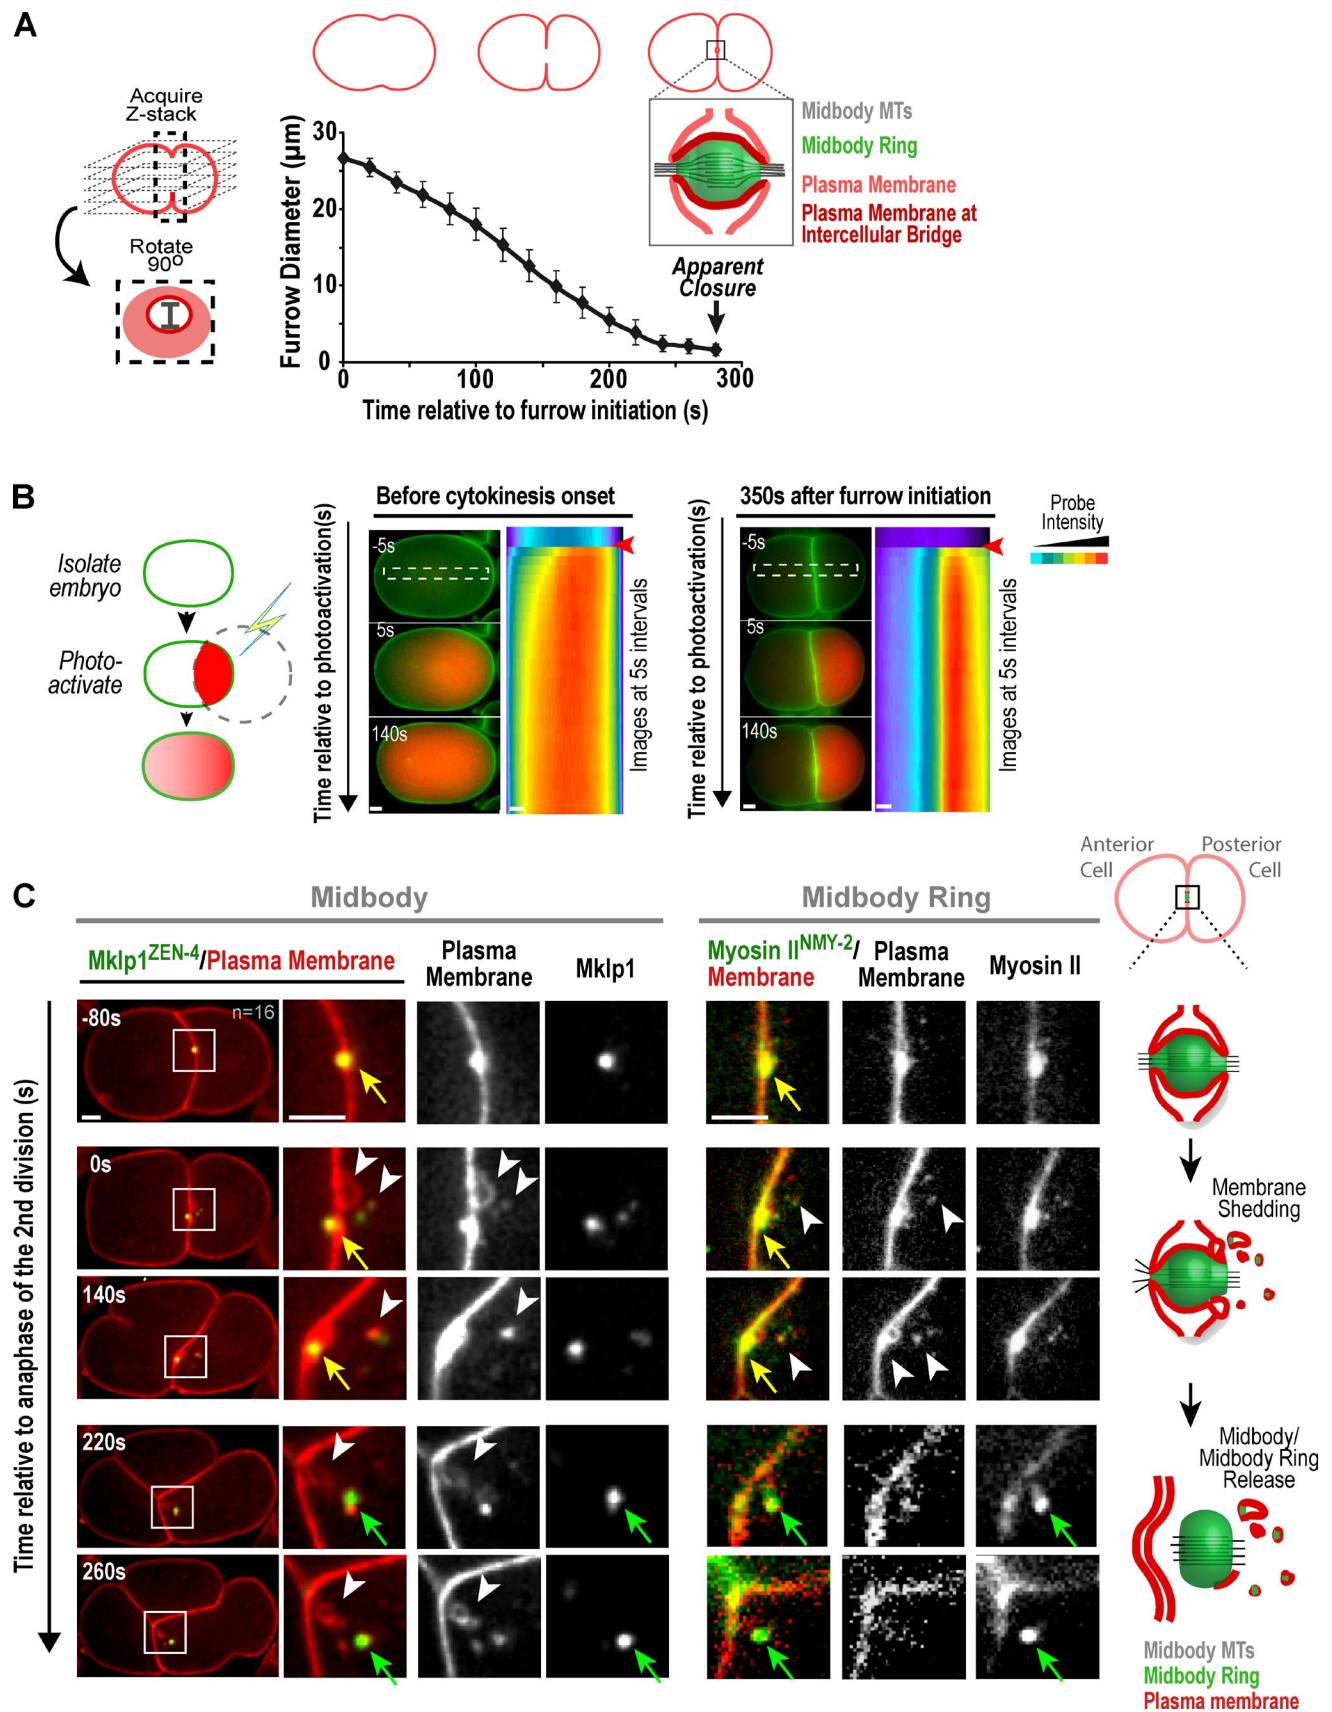 A
Acquire
Z-stack
Rotate
90º
Furrow Diameter (µm)
30
20
10
0
0
100
200
300
Time relative to furrow initiation (s)
Apparent
Closure
Midbody MTs
Midbody Ring
Plasma Membrane
Plasma Membrane at
Intercellular Bridge
B
Isolate
embryo
Photo-
activate
Time relative to photoactivation(s)
Before cytokinesis onset
-5s
5s
140s
Images at 5s intervals
Time relative to photoactivation(s)
350s after furrow initiation
-5s
5s
140s
Images at 5s intervals
Probe
Intensity
C
Midbody
Mklp1ZEN-4/Plasma Membrane
Plasma
Membrane
Mklp1
Midbody Ring
Myosin IINMY-2/
Membrane
Plasma
Membrane
Myosin II
Anterior
Cell
Posterior
Cell
Time relative to anaphase of the 2nd division (s)
-80s
n=16
0s
140s
220s
260s
Membrane
Shedding
Midbody/
Midbody Ring
Release
Midbody MTs
Midbody Ring
Plasma membrane